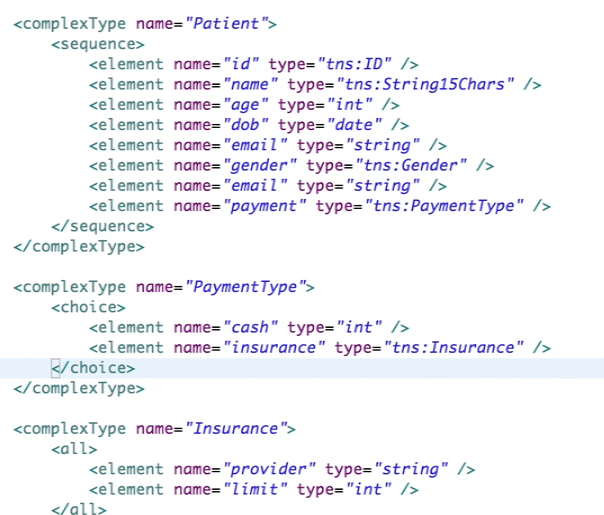 <complexType name="Patient">
<sequence>
<element name="id" type="tns:ID" />
<element name="name" type="tns:String15Chars" />
<element name="age" type="int" />
<element name="dob" type="date" />
<element name="email" type="string" />
<element name="gender" type="tns:Gender" />
<element name="email" type="string" />
<element name="payment" type="tns:PaymentType" />
</sequence>
</complexType>
<complexType name="PaymentType">
<choice>
<element name="cash" type="int" />
<element name="insurance" type="tns:Insurance" />
</choice>
</complexType>
<complexType name="Insurance">
<all>
<element name="provider" type="string" />
<element name="limit" type="int" />
</all>